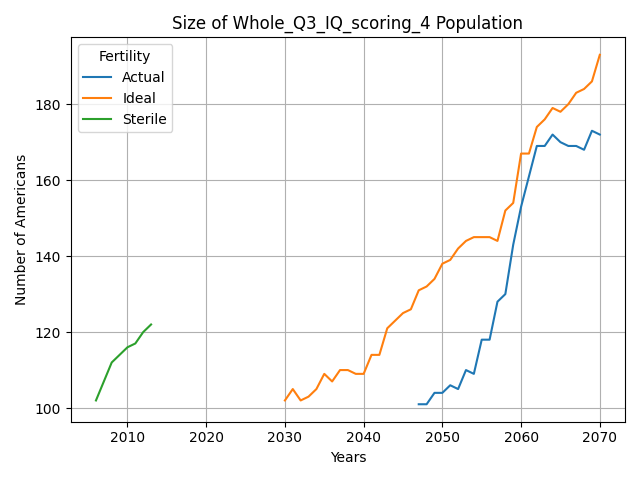 Size of Whole_Q3_IQ_scoring_4 Population
Fertility
Actual
Ideal
Sterile
Number of Americans
180
160
140
120
100
2010
2020
2030
2040
2050
2060
2070
Years